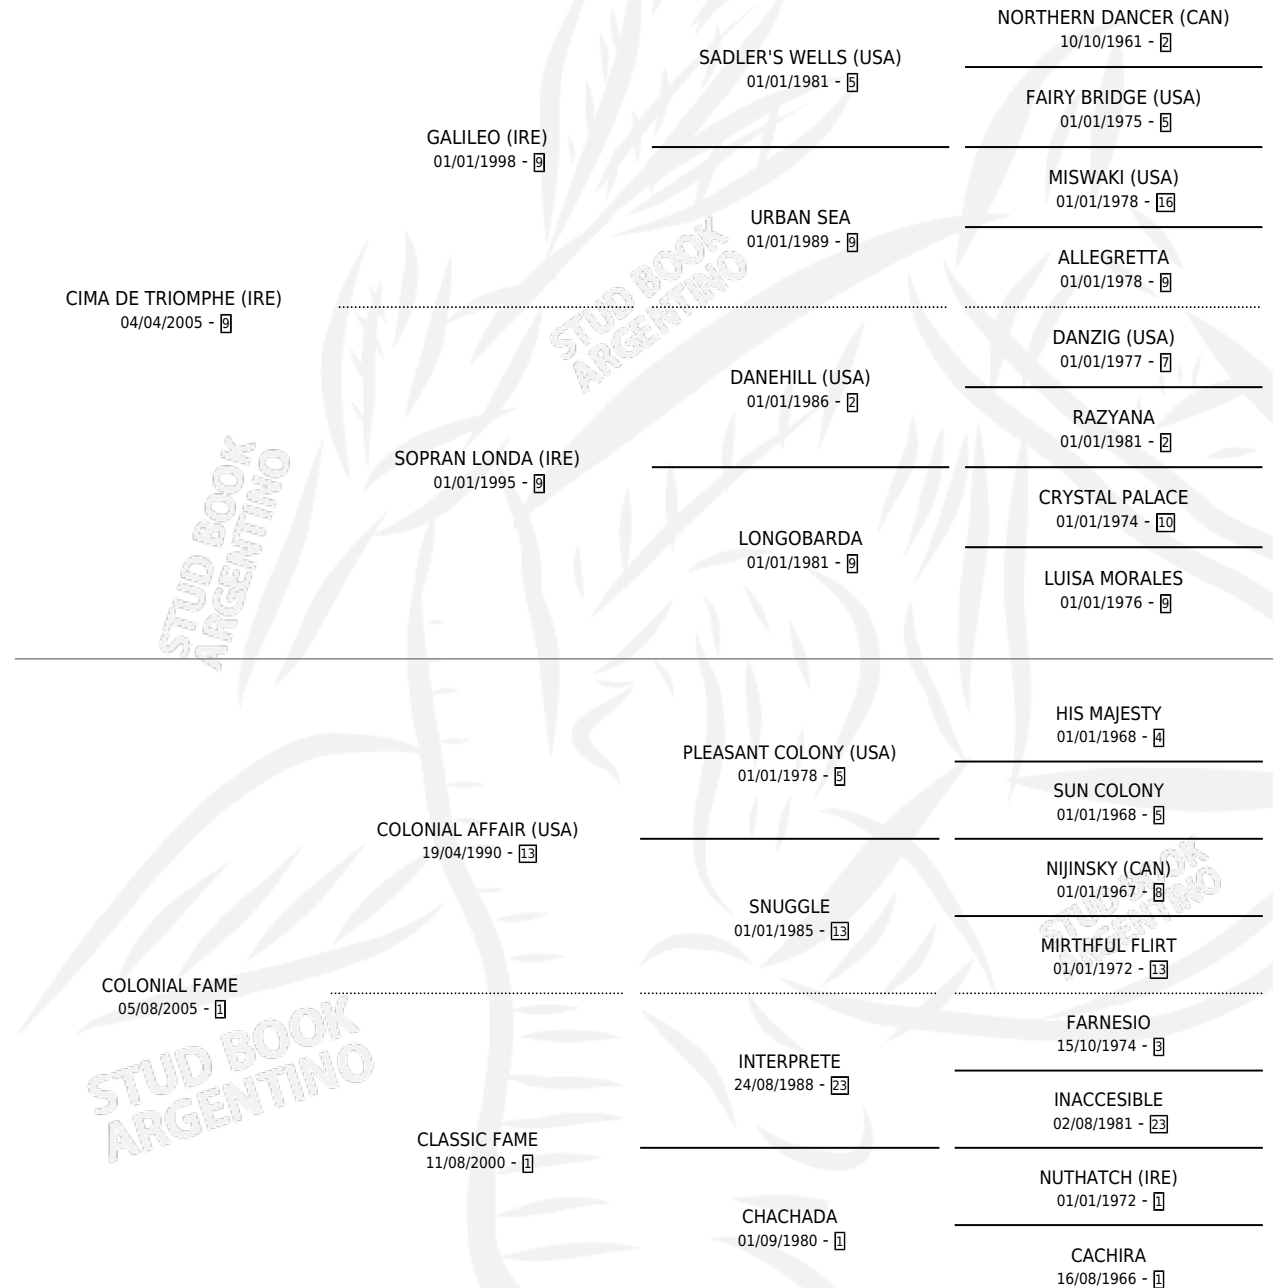 NORTHERN DANCER (CAN)
10/10/1961 - 2
SADLER'S WELLS (USA)
01/01/1981 - 5
FAIRY BRIDGE (USA)
01/01/1975 - 5
GALILEO (IRE)
01/01/1998 - 9
MISWAKI (USA)
01/01/1978 - 16
URBAN SEA
01/01/1989 - 9
ALLEGRETTA
01/01/1978 - 9
CIMA DE TRIOMPHE (IRE)
04/04/2005 - 9
DANZIG (USA)
01/01/1977 - 7
DANEHILL (USA)
01/01/1986 - 2
RAZYANA
01/01/1981 - 2
SOPRAN LONDA (IRE)
01/01/1995 - 9
CRYSTAL PALACE
01/01/1974 - 10
LONGOBARDA
01/01/1981 - 9
LUISA MORALES
01/01/1976 - 9
HIS MAJESTY
01/01/1968 - 4
PLEASANT COLONY (USA)
01/01/1978 - 5
SUN COLONY
01/01/1968 - 5
COLONIAL AFFAIR (USA)
19/04/1990 - 13
NIJINSKY (CAN)
01/01/1967 - 8
SNUGGLE
01/01/1985 - 13
MIRTHFUL FLIRT
01/01/1972 - 13
COLONIAL FAME
05/08/2005 - 1
FARNESIO
15/10/1974 - 3
INTERPRETE
24/08/1988 - 23
INACCESIBLE
02/08/1981 - 23
CLASSIC FAME
11/08/2000 - 1
NUTHATCH (IRE)
01/01/1972 - 1
CHACHADA
01/09/1980 - 1
CACHIRA
16/08/1966 - 1
STUD BOOK
ARGENTINO
STUD BOOK
ARGENTINO
STUD BOOK
ARGENTINO
STUD BOOK
ARGENTINO